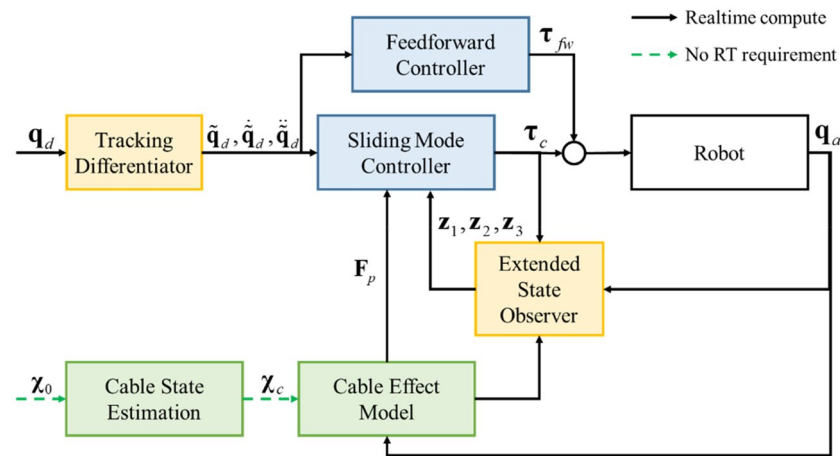 Realtime compute
No RT requirement
τ_fw
Feedforward
Controller
q_d
Tracking
Differentiator
q̃_d, q̃̇_d, q̃̈_d
Sliding Mode
Controller
τ_c
Robot
q_a
z_1, z_2, z_3
Extended
State
Observer
F_p
χ_0
Cable State
Estimation
χ_c
Cable Effect
Model